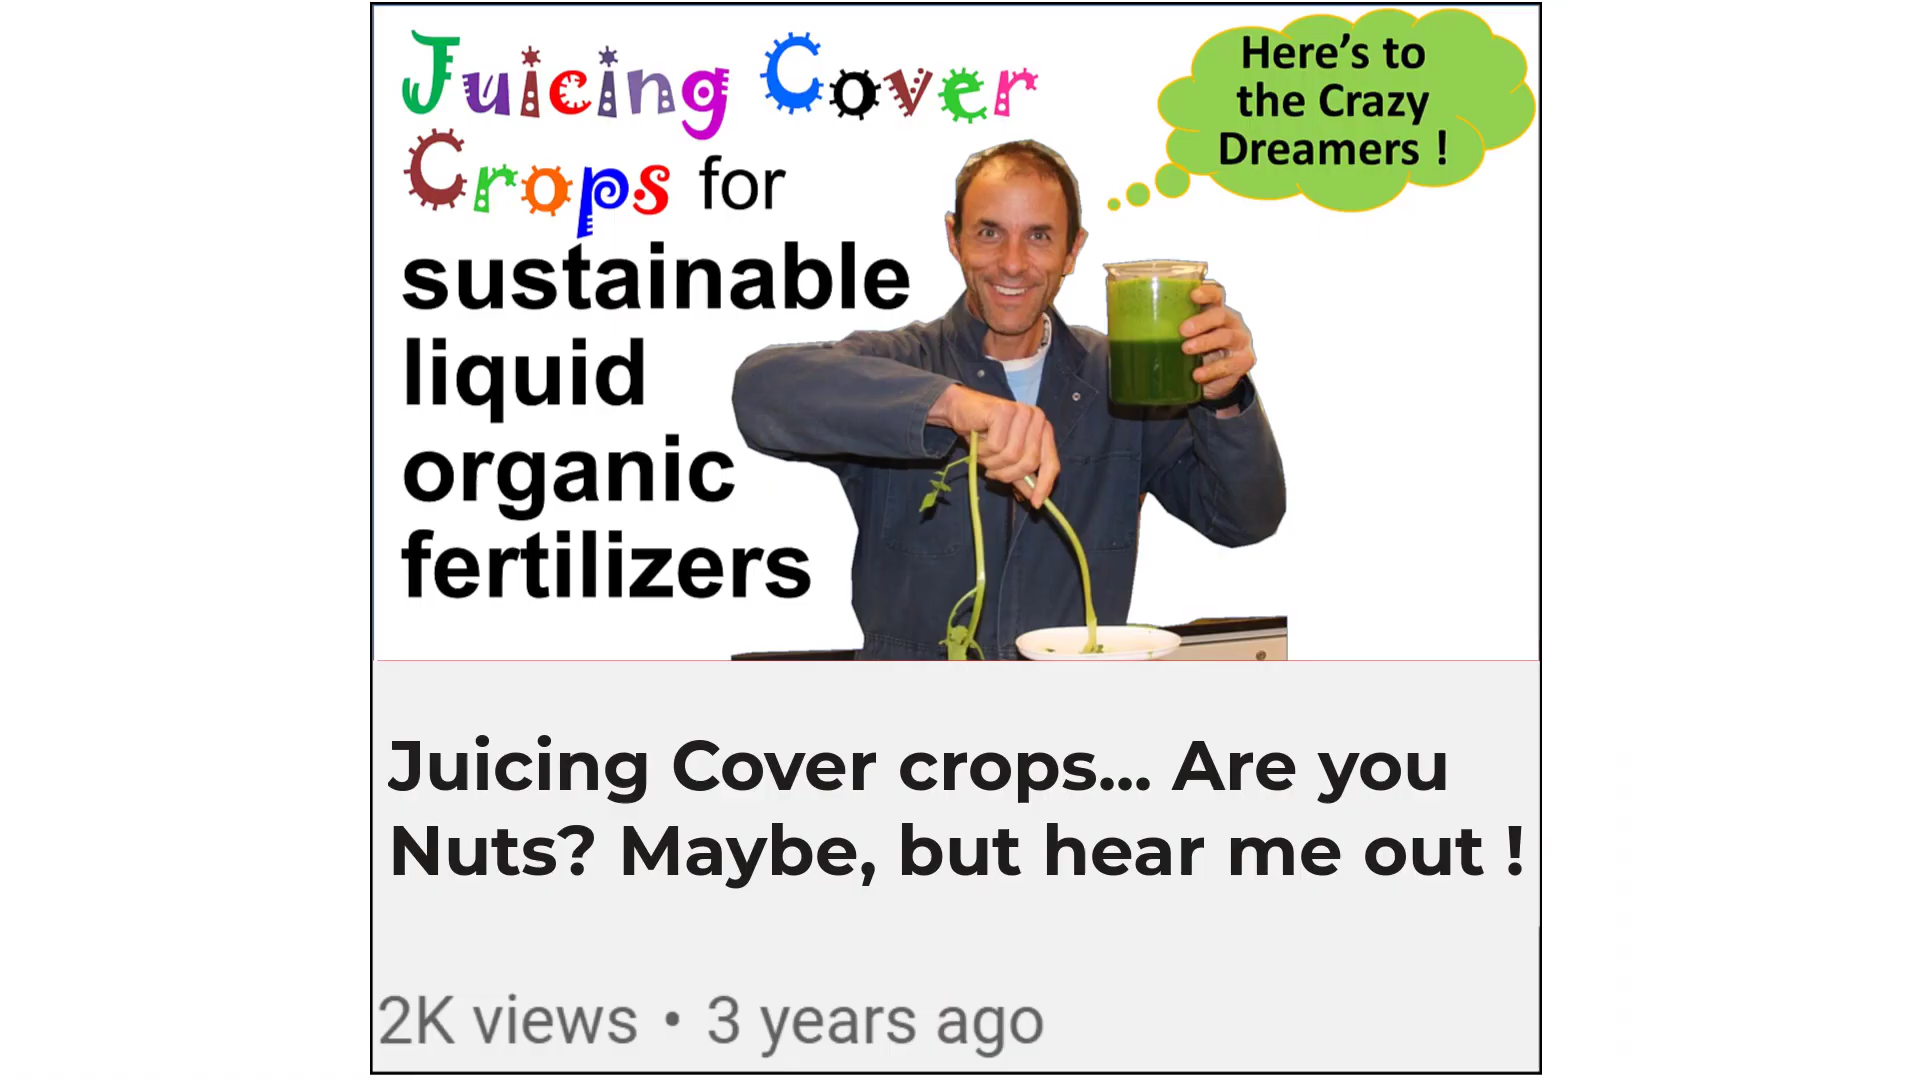 Juicing Cover
Crops for
sustainable
liquid
organic
fertilizers
Here's to
the Crazy
Dreamers !
Juicing Cover crops... Are you
Nuts? Maybe, but hear me out !
2K views • 3 years ago